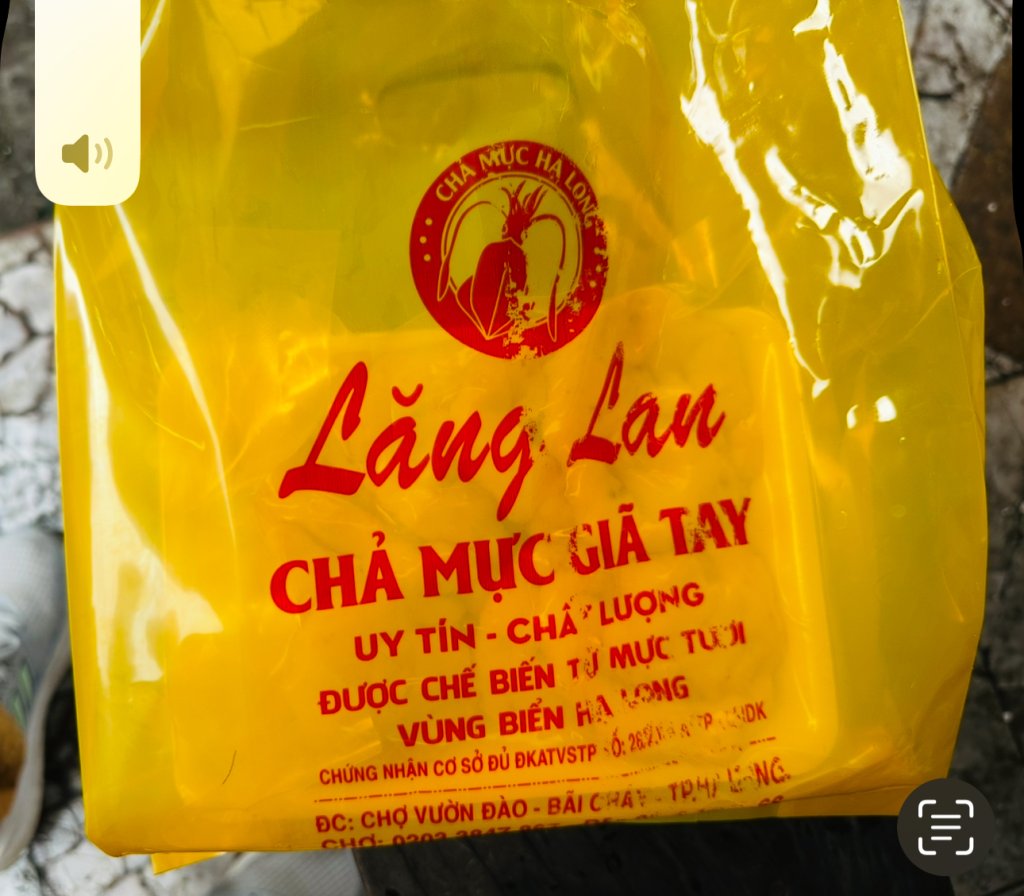 CHẢ MỰC HẠ LONG
Lăng Lan
CHẢ MỰC GIÃ TAY
UY TÍN - CHẤT LƯỢNG
ĐƯỢC CHẾ BIẾN TỪ MỰC TƯƠI
VÙNG BIỂN HẠ LONG
CHỨNG NHẬN CƠ SỞ ĐỦ ĐKATVSTP
ĐC: CHỢ VƯỜN ĐÀO - BÃI CHÁY - TP.HẠ LONG
CHỢ: 0203